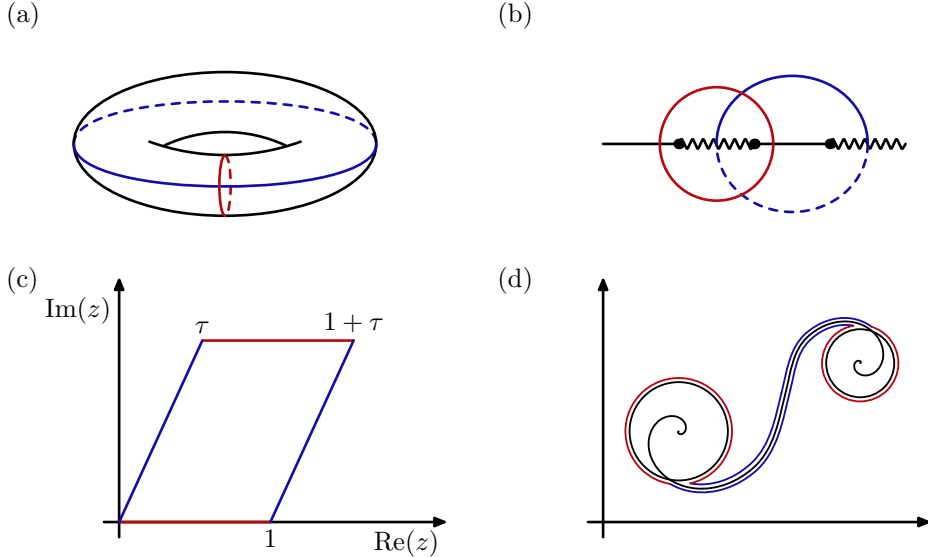 (a)
(b)
(c)
(d)
Im(z)
τ
1 + τ
1
Re(z)